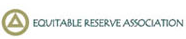 EQUITABLE RESERVE ASSOCIATION